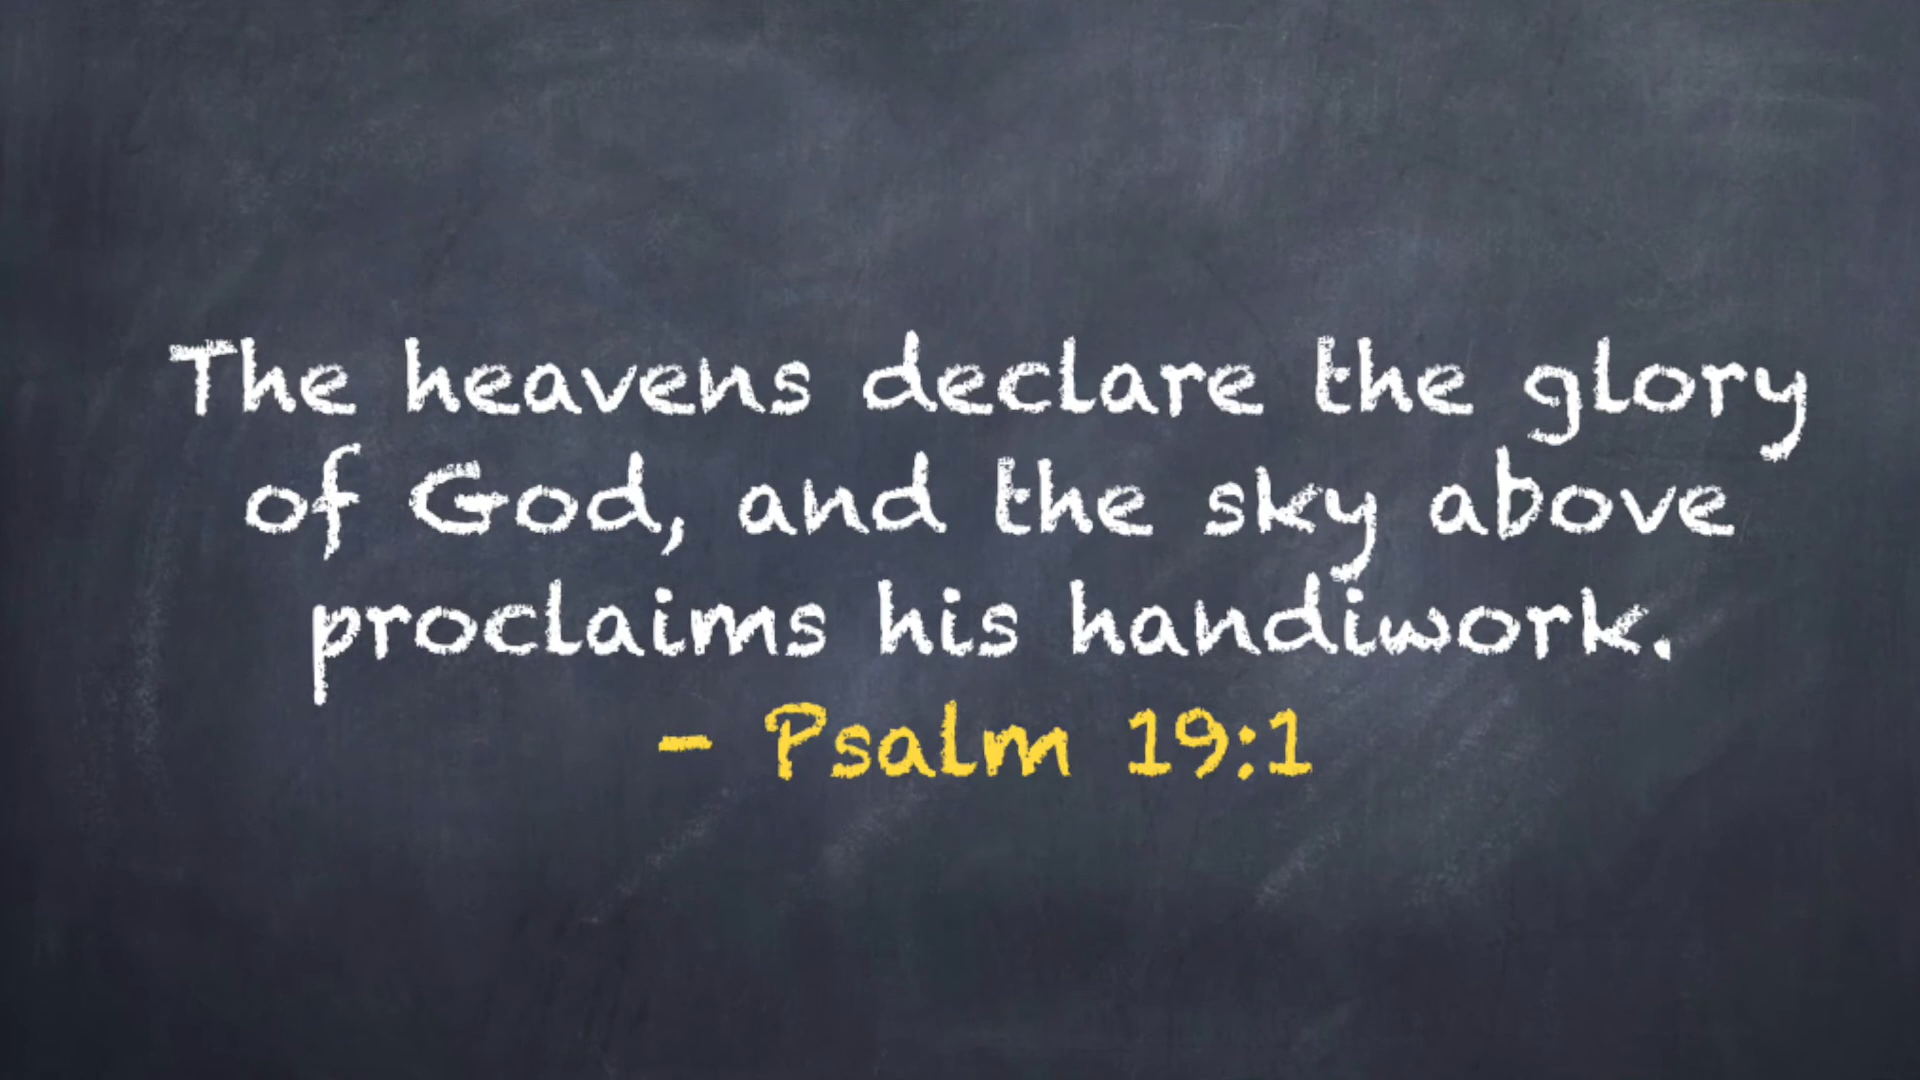 The heavens declare the glory
of God, and the sky above
proclaims his handiwork.
- Psalm 19:1